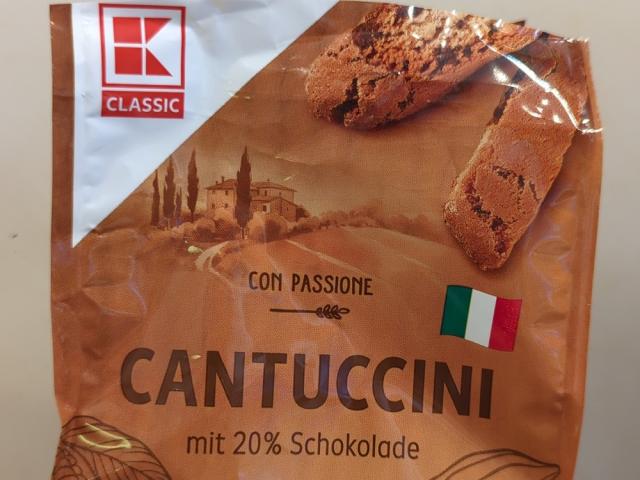 K
CLASSIC
CON PASSIONE
CANTUCCINI
mit 20% Schokolade